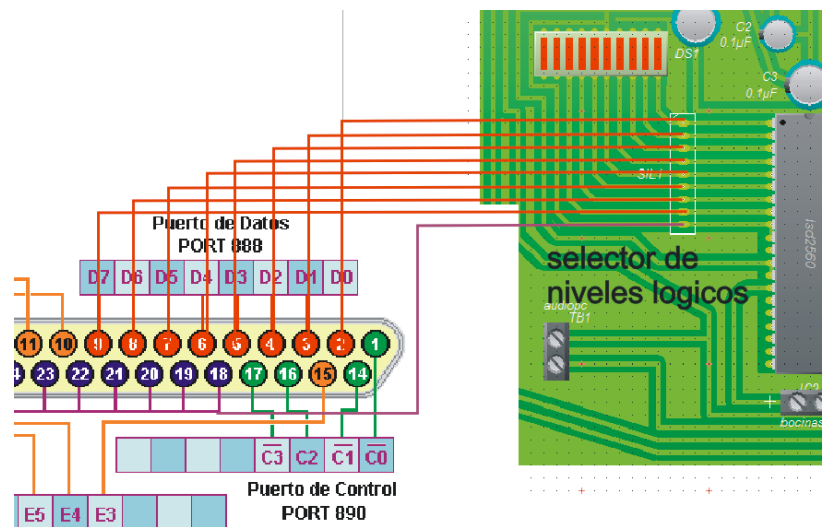 C2
0.1µF
DS1
C3
0.1µF
SIL1
Isd2560
Puerto de Datos
PORT 888
D7 D6 D5 D4 D3 D2 D1 D0
selector de
niveles logicos
audiopc
TB1
11 10 9 8 7 6 5 4 3 2 1
23 22 21 20 19 18 17 16 15 14
bocinas
C3 C2 C1 C0
Puerto de Control
PORT 890
E5 E4 E3